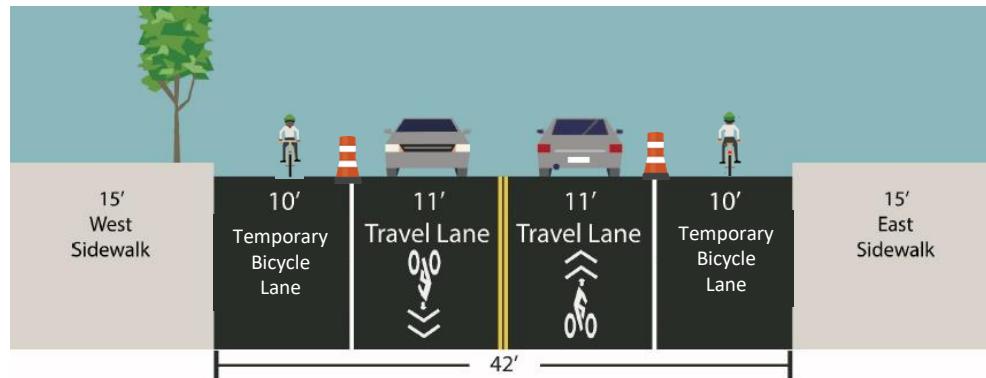 15′
West
Sidewalk
10′
Temporary
Bicycle
Lane
11′
Travel Lane
11′
Travel Lane
10′
Temporary
Bicycle
Lane
15′
East
Sidewalk
42′